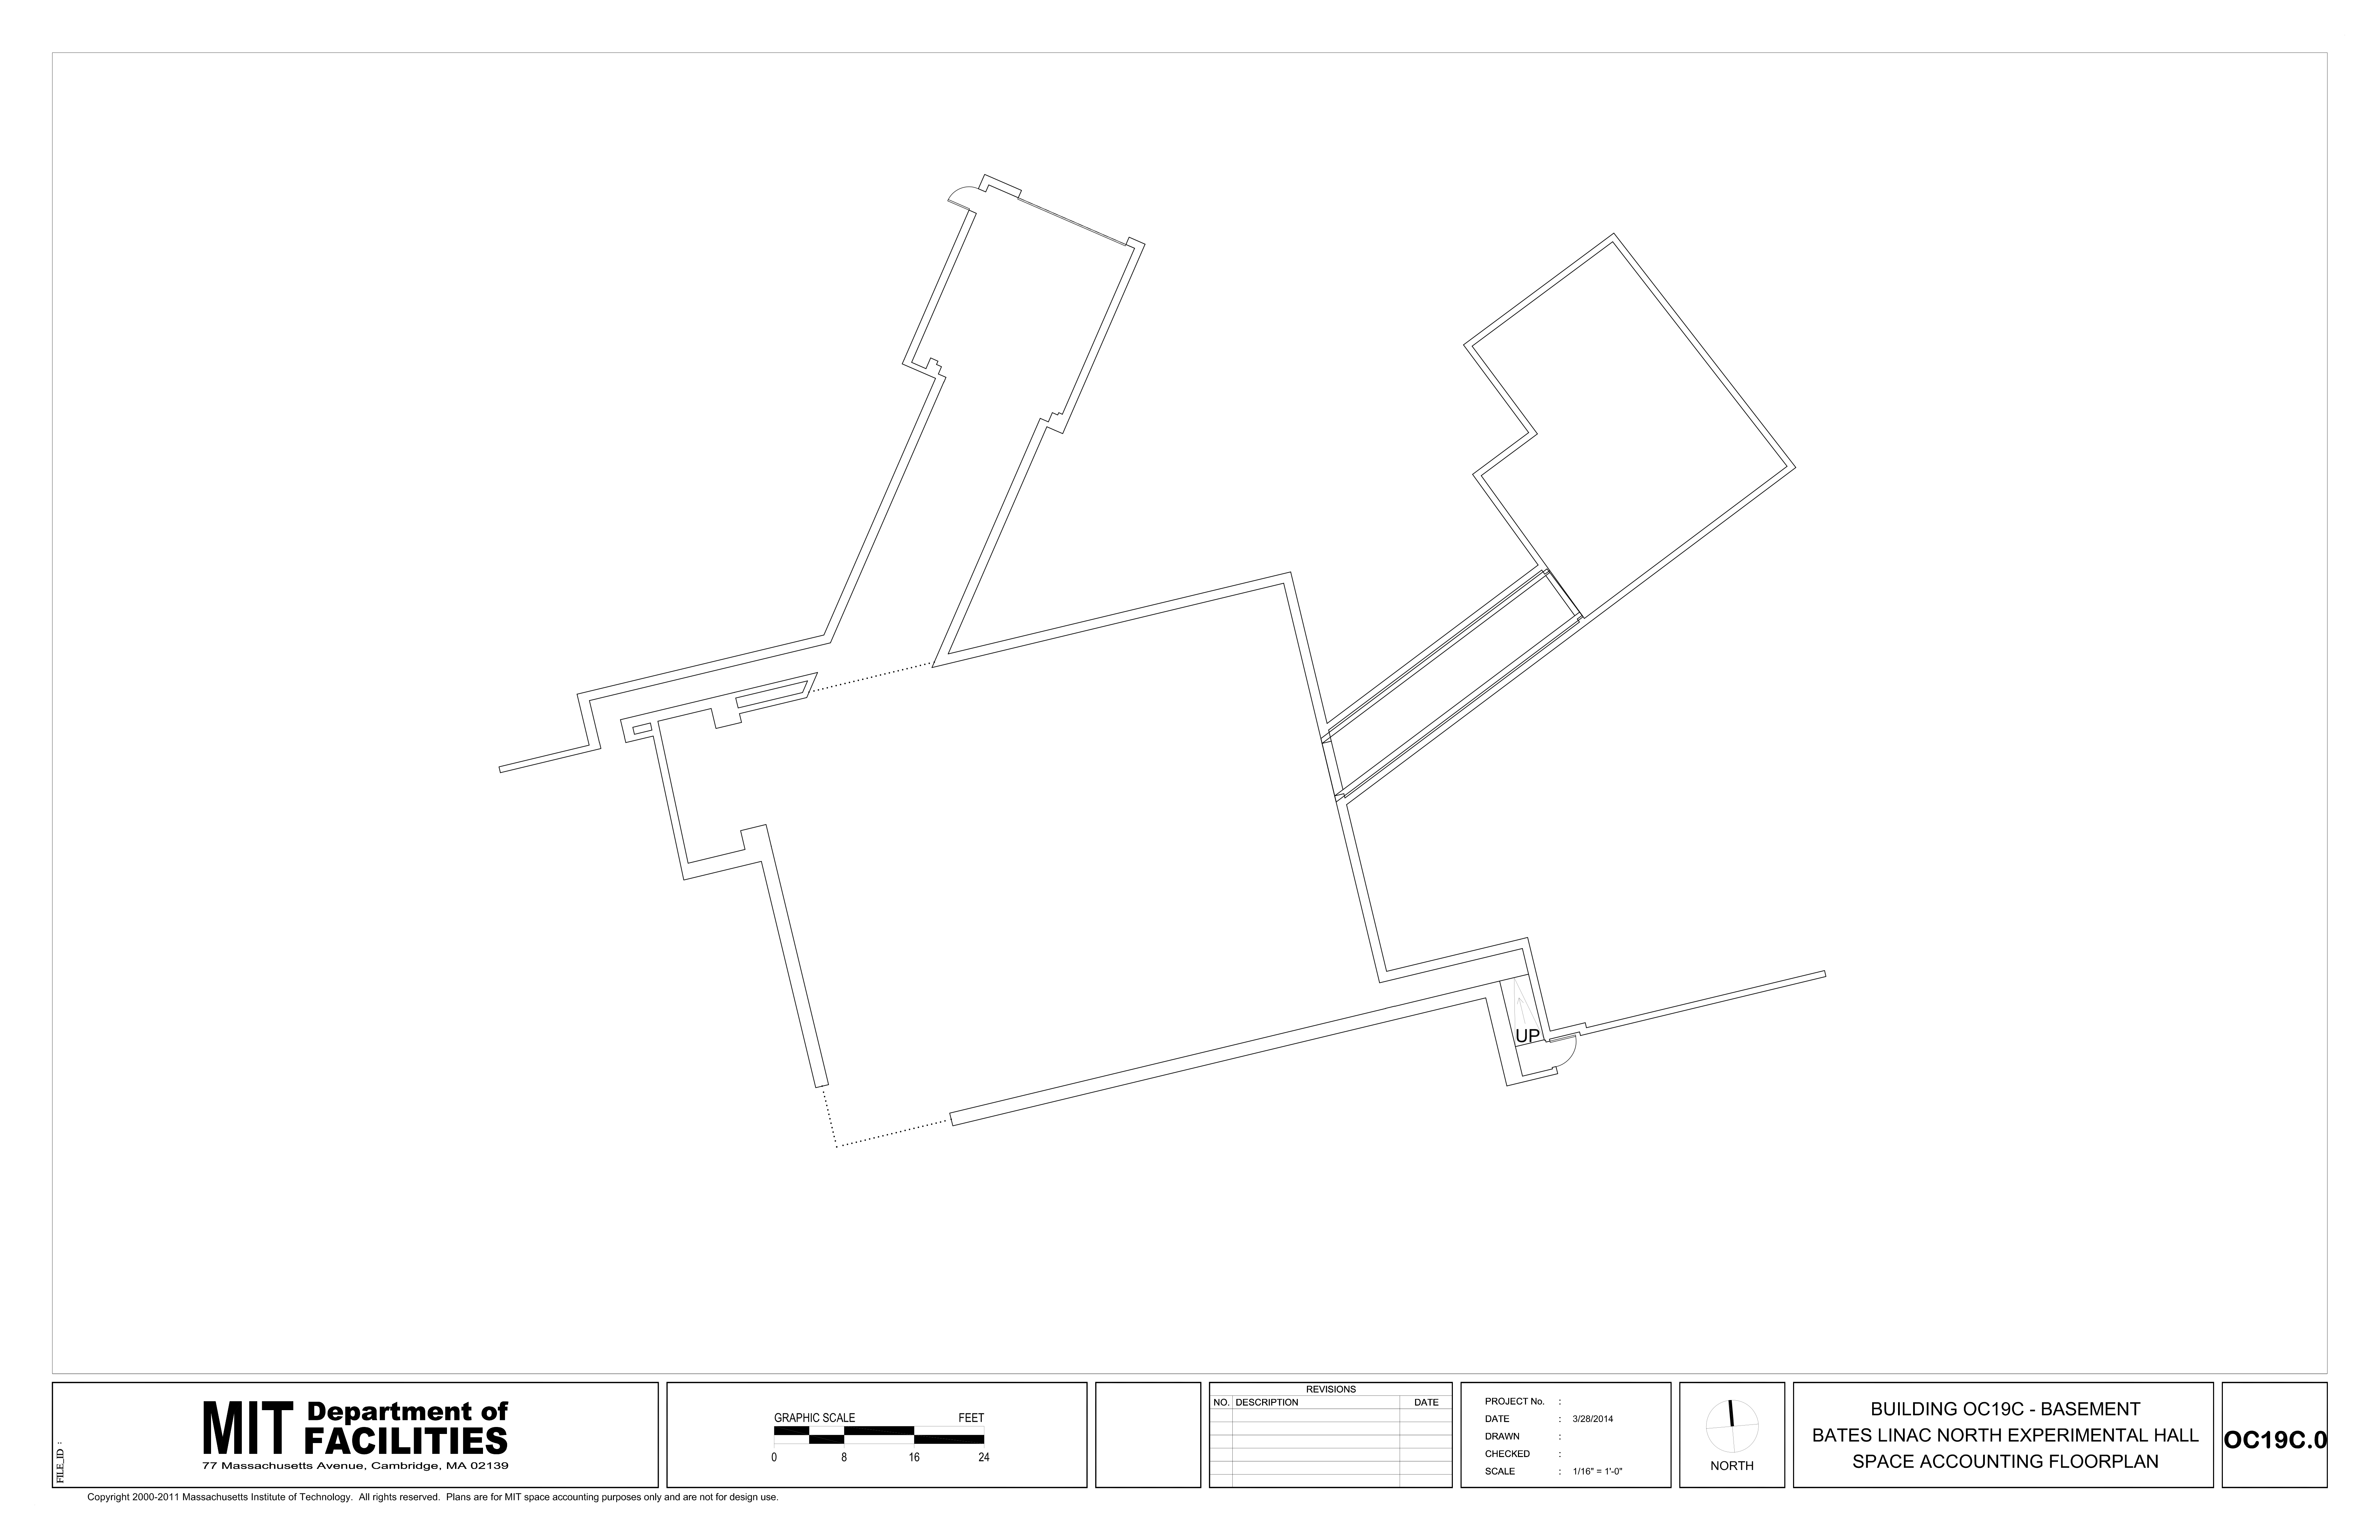 UP
MIT Department of
FACILITIES
77 Massachusetts Avenue, Cambridge, MA 02139
FILE_ID :
GRAPHIC SCALE FEET
0 8 16 24
REVISIONS
NO. DESCRIPTION DATE
PROJECT No. :
DATE : 3/28/2014
DRAWN :
CHECKED :
SCALE : 1/16" = 1'-0"
NORTH
BUILDING OC19C - BASEMENT
BATES LINAC NORTH EXPERIMENTAL HALL
SPACE ACCOUNTING FLOORPLAN
OC19C.0
Copyright 2000-2011 Massachusetts Institute of Technology. All rights reserved. Plans are for MIT space accounting purposes only and are not for design use.